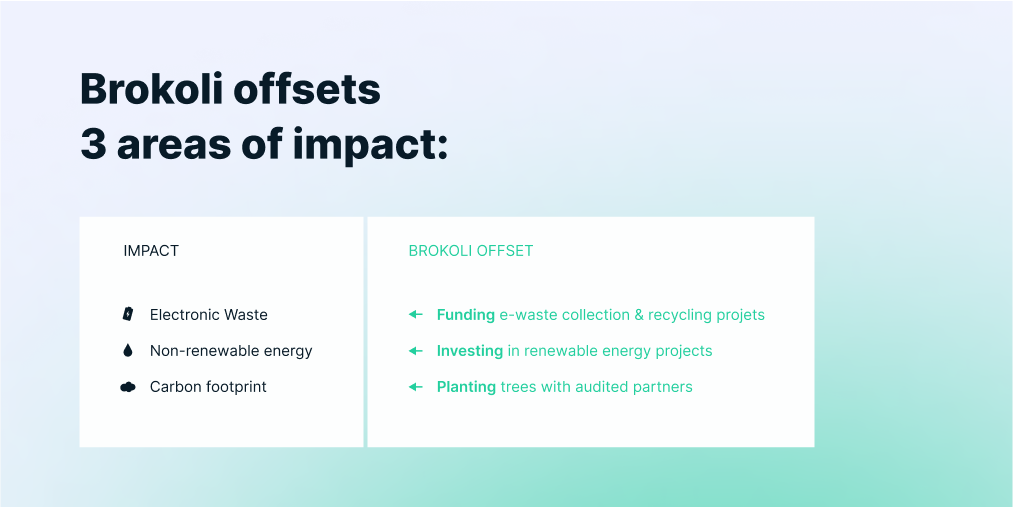 Brokoli offsets
3 areas of impact:
IMPACT
Electronic Waste
Non-renewable energy
Carbon footprint
BROKOLI OFFSET
Funding e-waste collection & recycling projets
Investing in renewable energy projects
Planting trees with audited partners